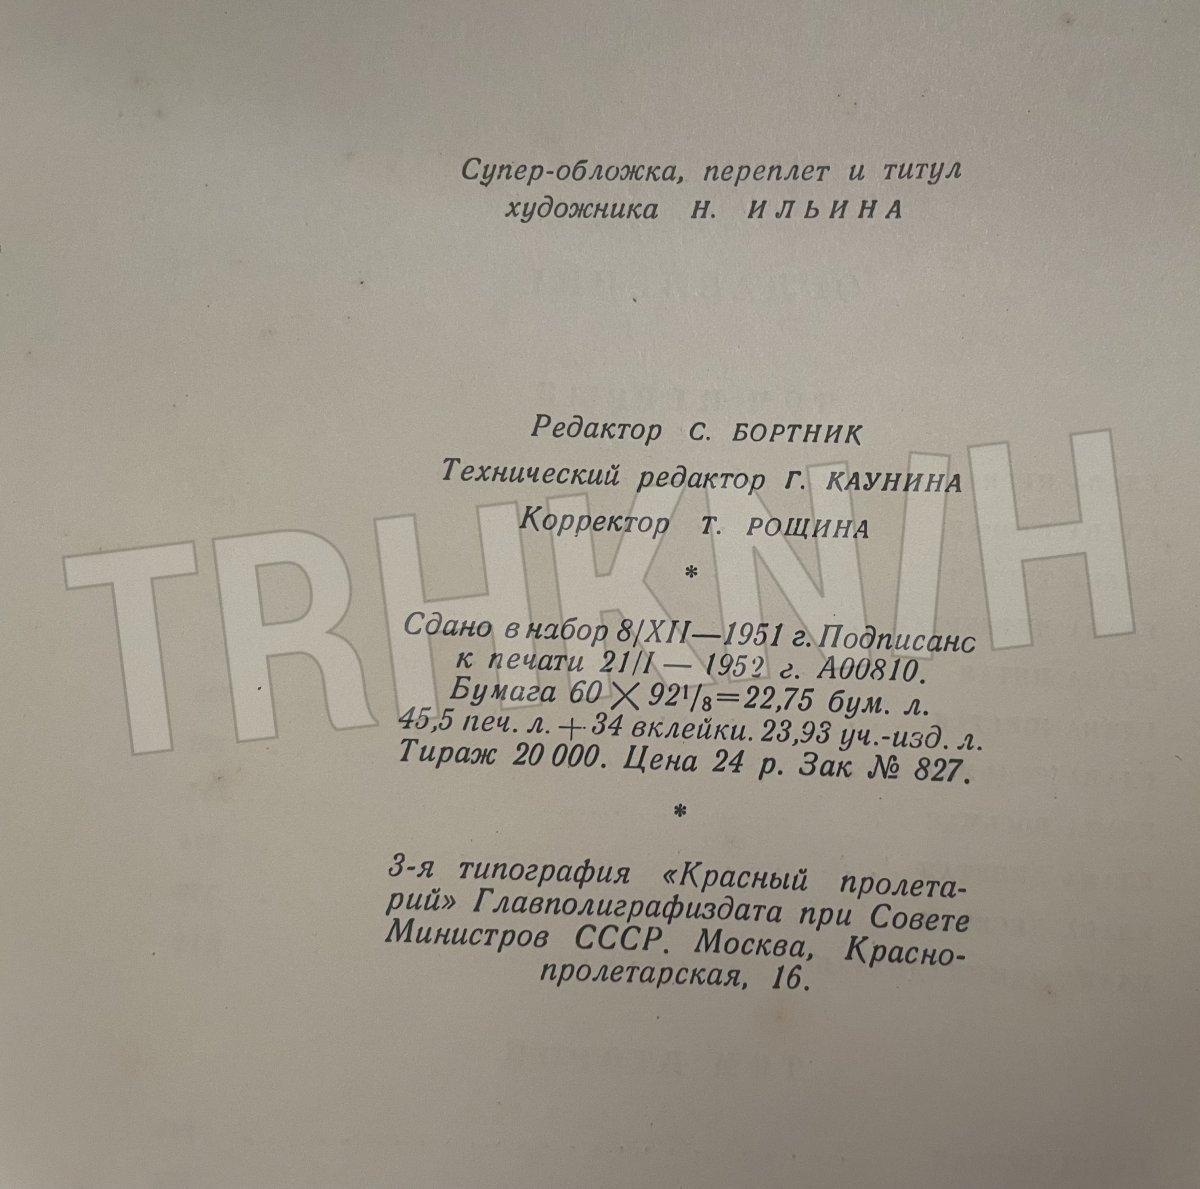 Супер-обложка, переплет и титул
художника Н. ИЛЬИНА
Редактор С. БОРТНИК
Технический редактор Г. КАУНИНА
Корректор Т. РОЩИНА
*
Сдано в набор 8/XII—1951 г. Подписанс
к печати 21/I — 1952 г. А00810.
Бумага 60 × 92¹/₈=22,75 бум. л.
45,5 печ. л. + 34 вклейки. 23,93 уч.-изд. л.
Тираж 20 000. Цена 24 р. Зак № 827.
*
3-я типография «Красный пролета-
рий» Главполиграфиздата при Совете
Министров СССР. Москва, Красно-
пролетарская, 16.
TRHKN/H